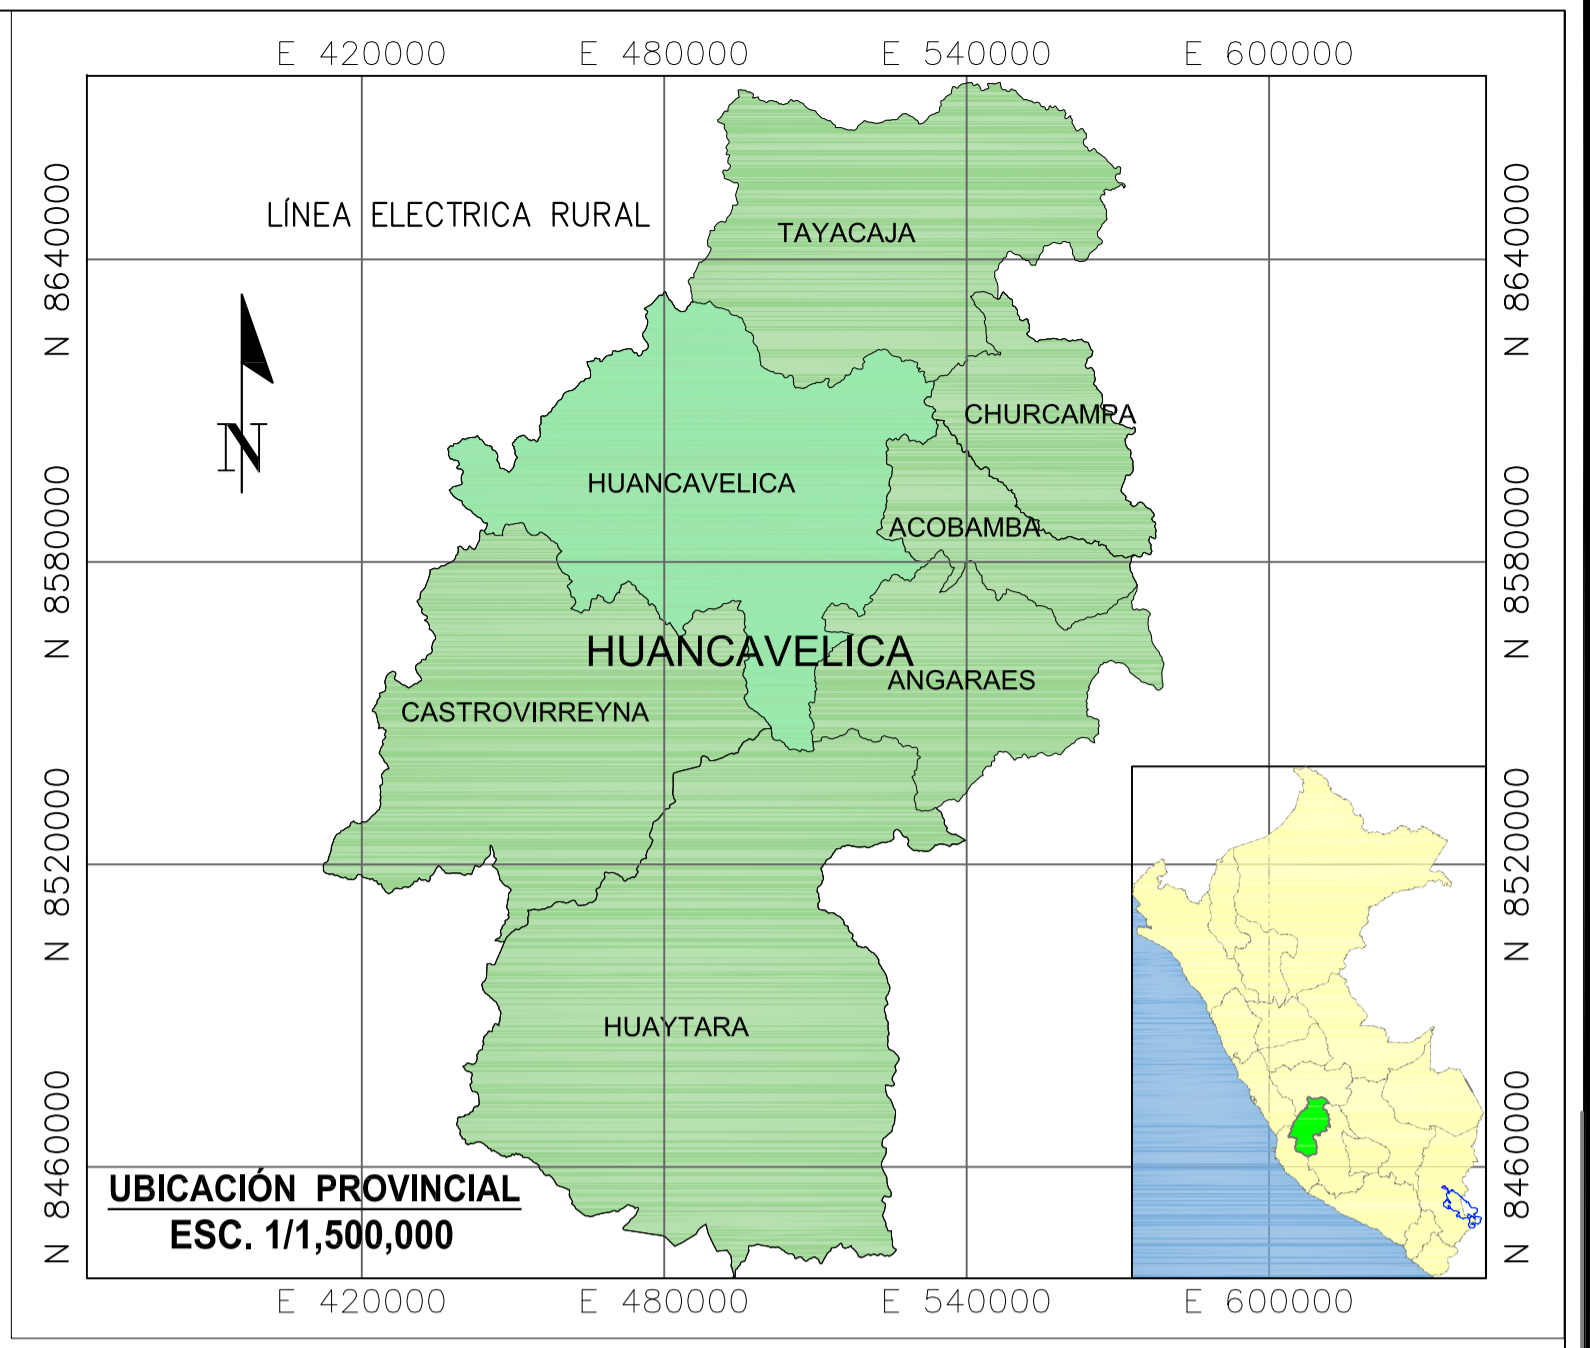 E 420000 E 480000 E 540000 E 600000
N 8640000
N 8640000
LÍNEA ELECTRICA RURAL
TAYACAJA
N
CHURCAMPA
HUANCAVELICA
ACOBAMBA
N 8580000
N 8580000
HUANCAVELICA
ANGARAES
CASTROVIRREYNA
N 8520000
N 8520000
HUAYTARA
N 8460000
N 8460000
UBICACIÓN PROVINCIAL
ESC. 1/1,500,000
E 420000 E 480000 E 540000 E 600000